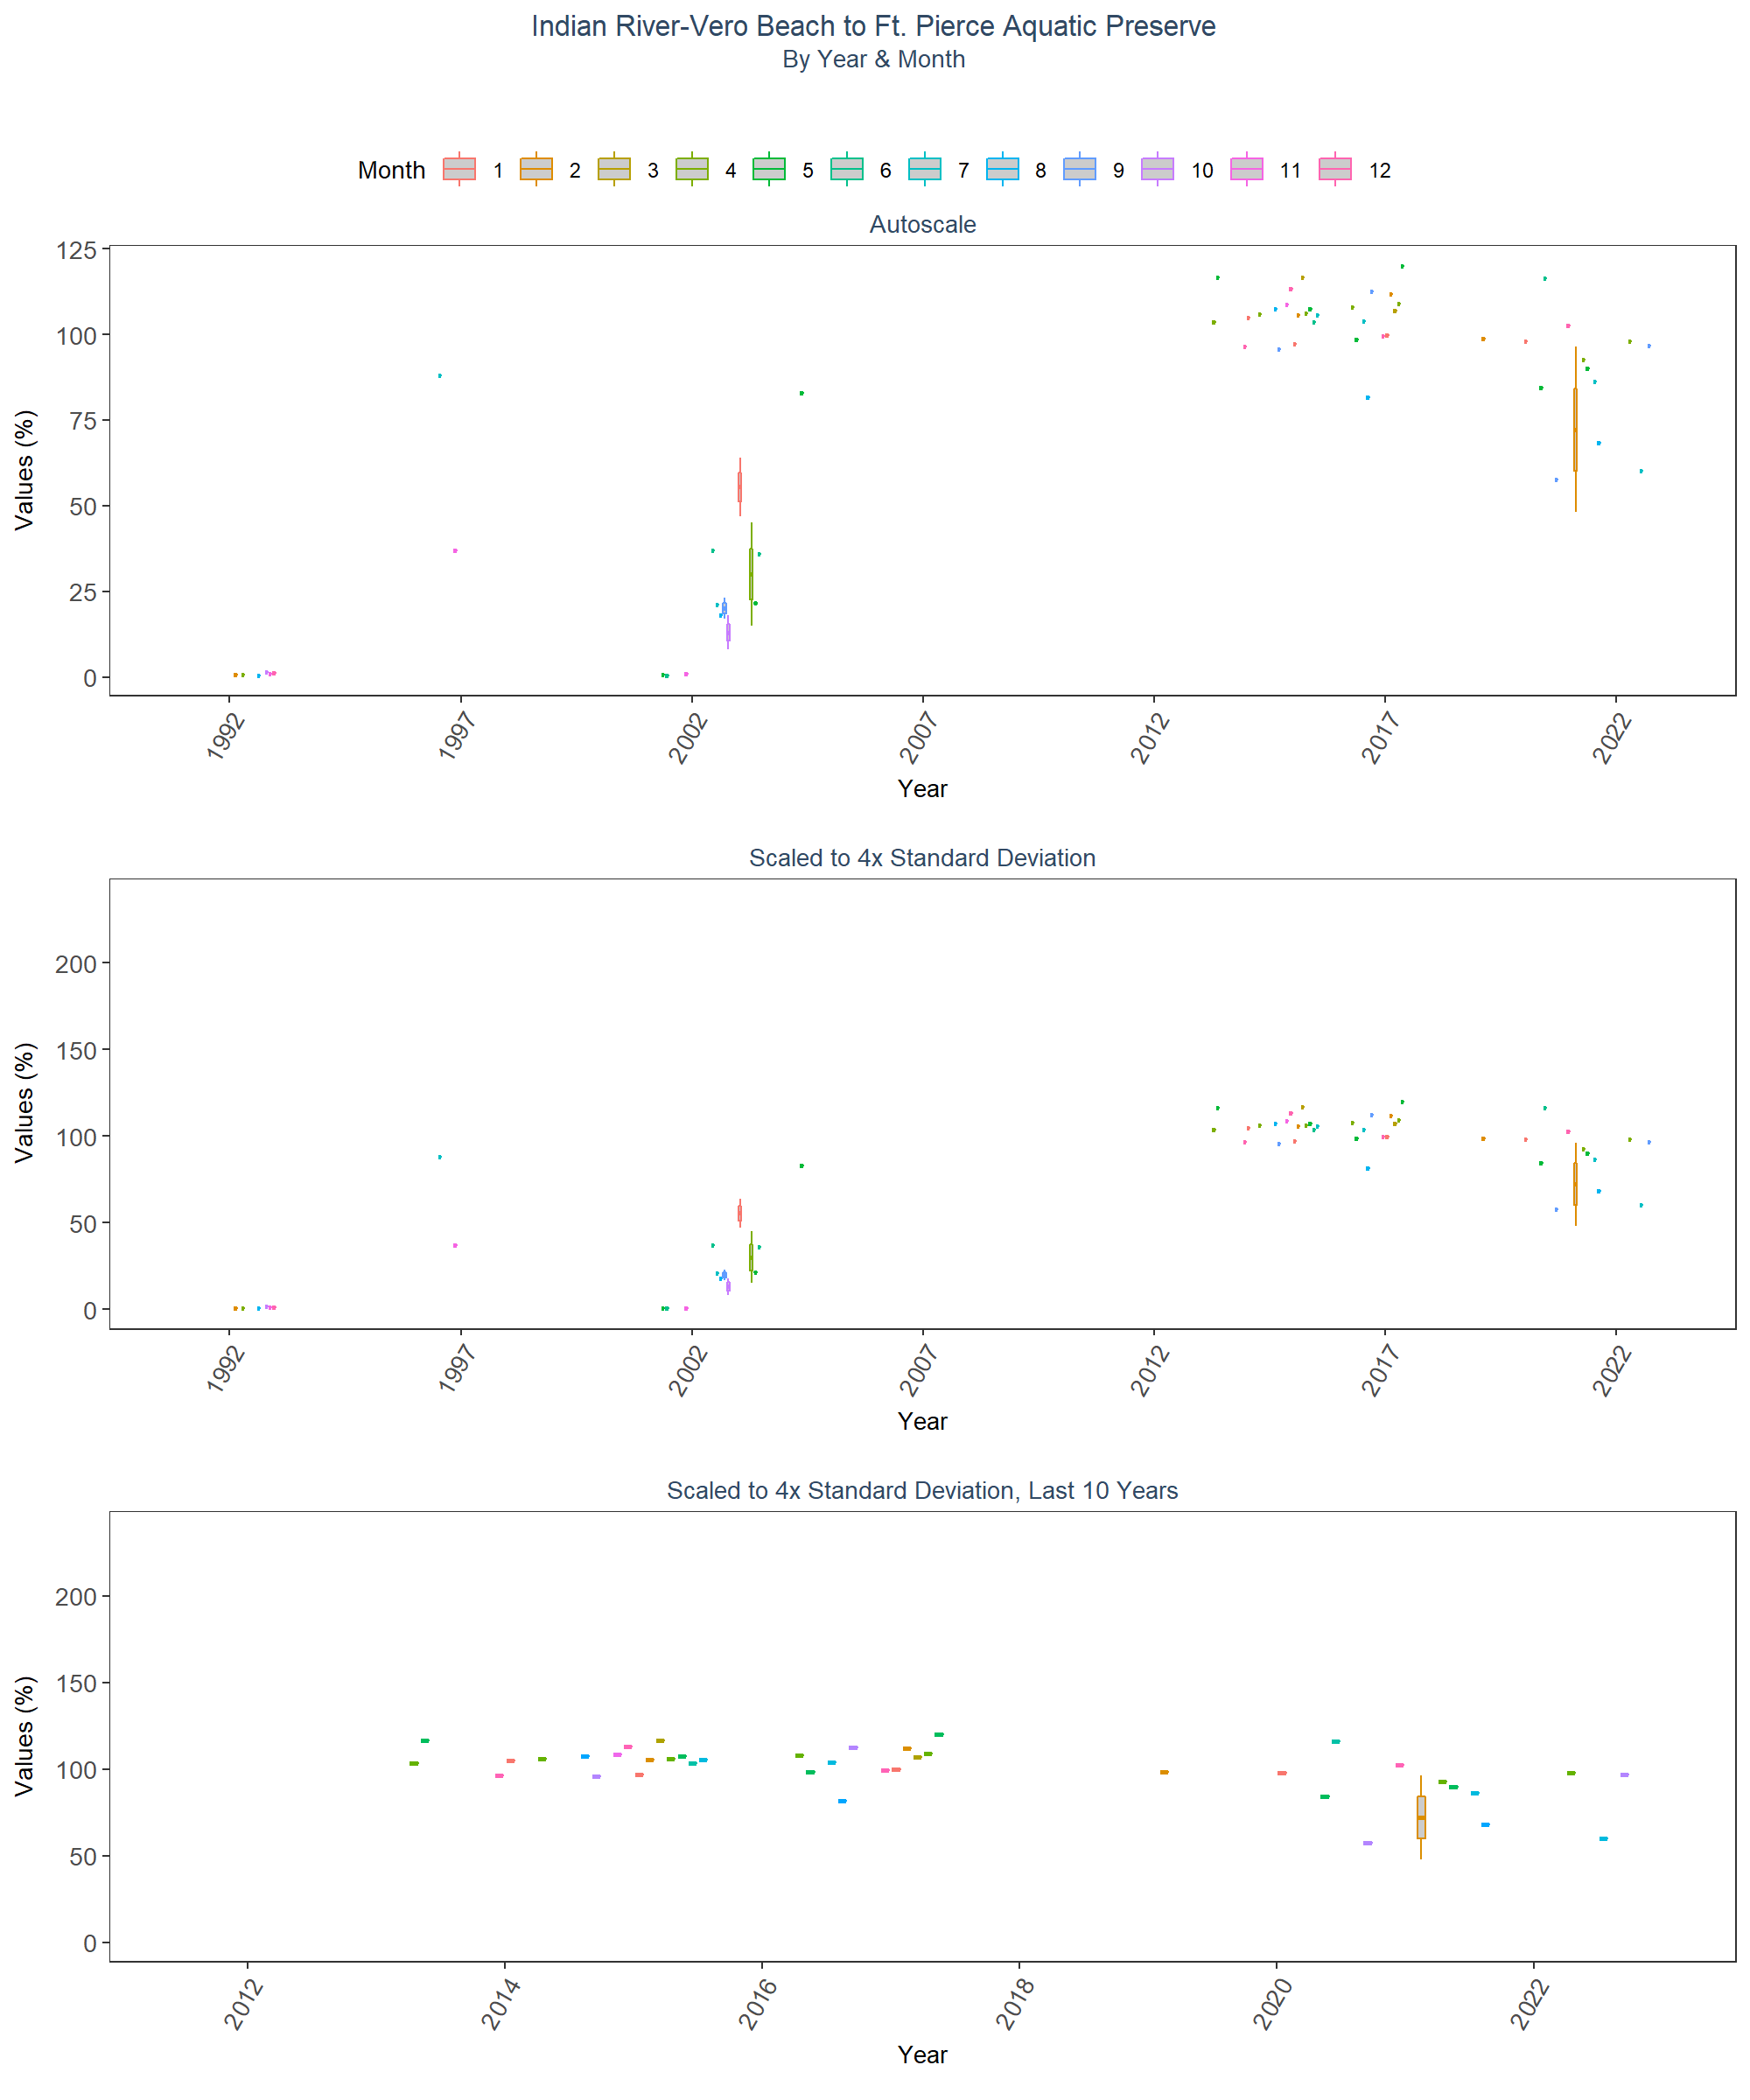 Indian River-Vero Beach to Ft. Pierce Aquatic Preserve
By Year & Month
Month 1 2 3 4 5 6 7 8 9 10 11 12
Autoscale
125
100
75
50
25
0
Values (%)
1992 1997 2002 2007 2012 2017 2022
Year
Scaled to 4x Standard Deviation
200
150
100
50
0
Values (%)
1992 1997 2002 2007 2012 2017 2022
Year
Scaled to 4x Standard Deviation, Last 10 Years
200
150
100
50
0
Values (%)
2012 2014 2016 2018 2020 2022
Year